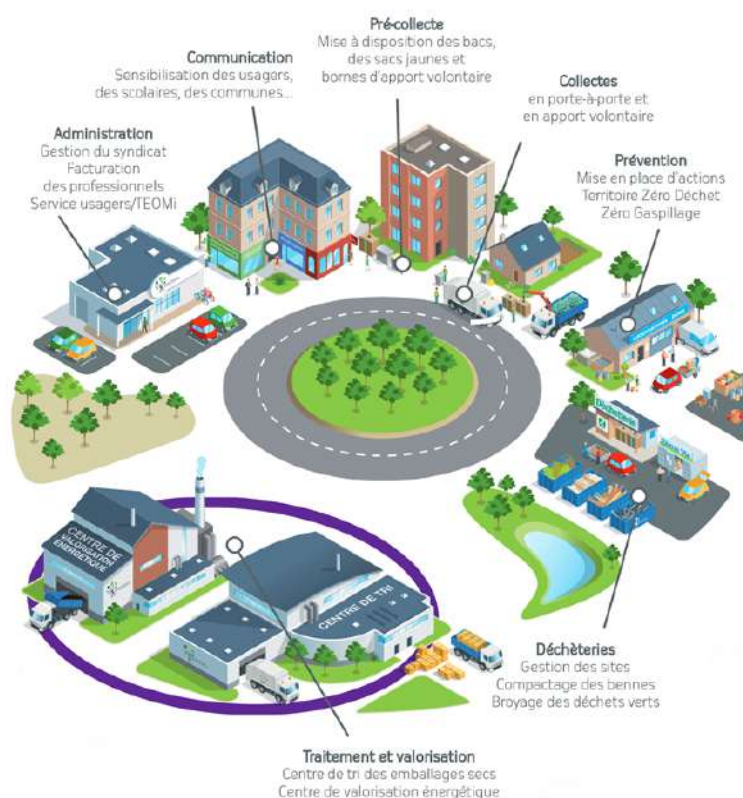 Pré-collecte
Mise à disposition des bacs,
des sacs jaunes et
bornes d'apport volontaire
Communication
Sensibilisation des usagers,
des scolaires, des communes...
Collectes
en porte-à-porte et
en apport volontaire
Administration
Gestion du syndicat
Facturation
des professionnels
Service usagers/TEOMi
Prévention
Mise en place d'actions
Territoire Zéro Déchet
Zéro Gaspillage
Déchèterie
CENTRE DE
VALORISATION
ÉNERGÉTIQUE
CENTRE DE TRI
Déchèteries
Gestion des sites
Compactage des bennes
Broyage des déchets verts
Traitement et valorisation
Centre de tri des emballages secs
Centre de valorisation énergétique